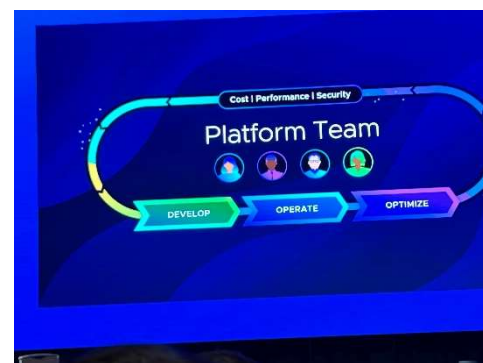 Cost | Performance | Security
Platform Team
DEVELOP
OPERATE
OPTIMIZE